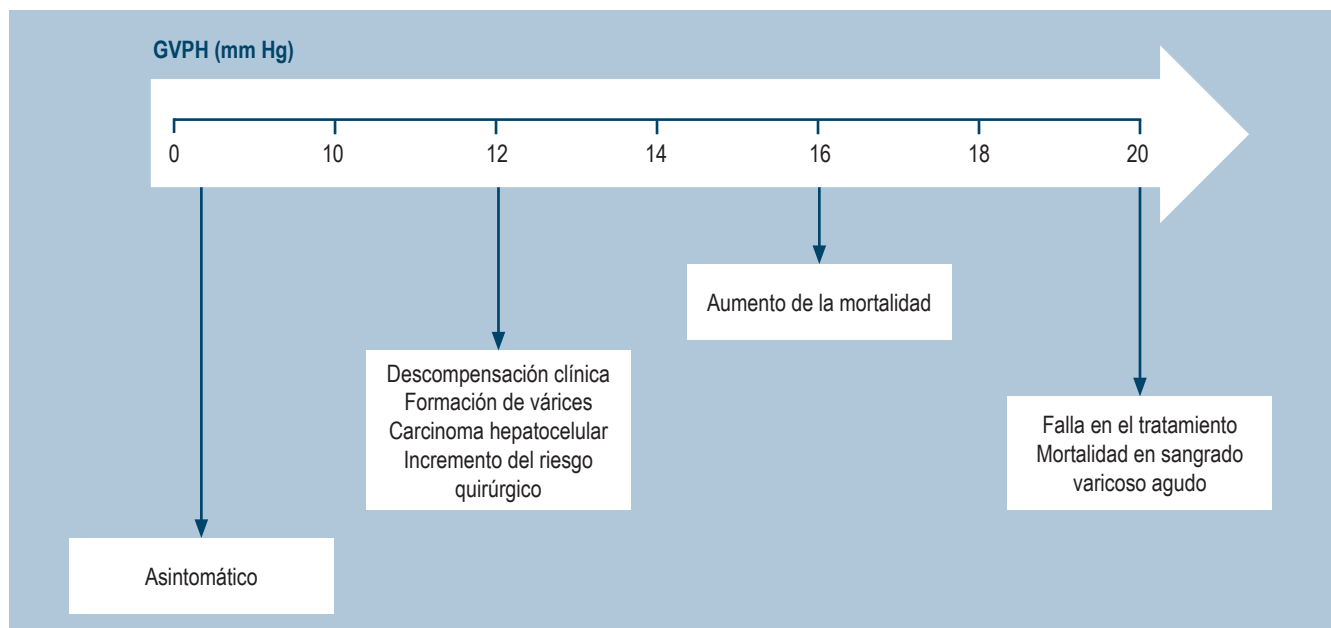 GVPH (mm Hg)
0 10 12 14 16 18 20
Aumento de la mortalidad
Descompensación clínica
Formación de várices
Carcinoma hepatocelular
Incremento del riesgo
quirúrgico
Falla en el tratamiento
Mortalidad en sangrado
varicoso agudo
Asintomático